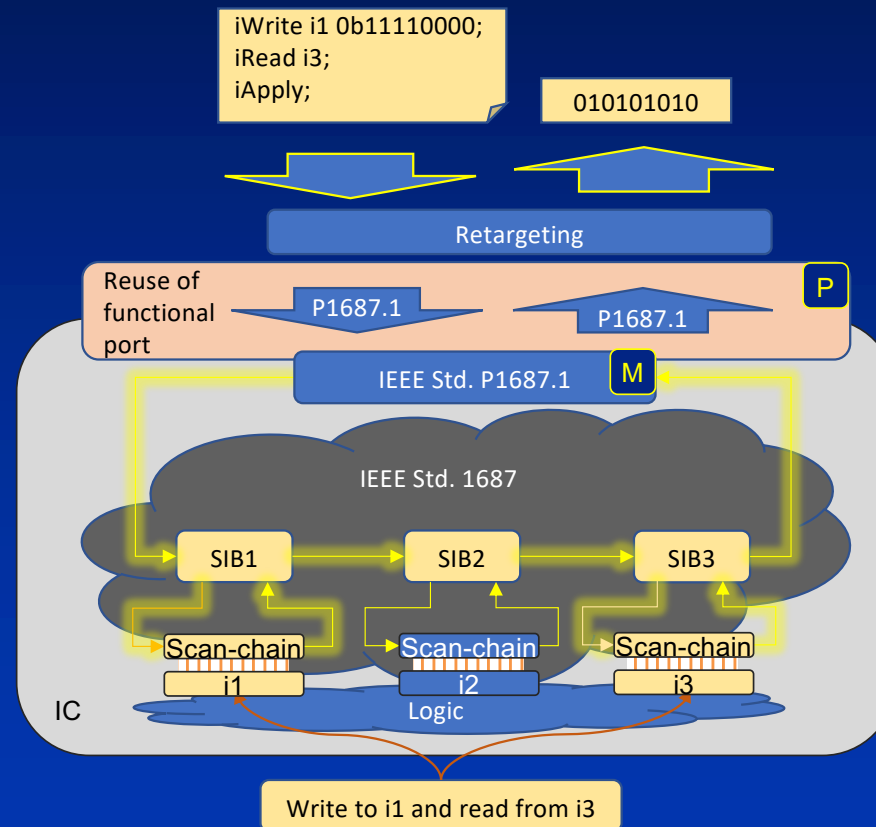 iWrite i1 0b11110000;
iRead i3;
iApply;
010101010
Retargeting
Reuse of
functional
port
P1687.1
P1687.1
P
IEEE Std. P1687.1
M
IEEE Std. 1687
SIB1
SIB2
SIB3
Scan-chain
Scan-chain
Scan-chain
i1
i2
i3
IC
Logic
Write to i1 and read from i3